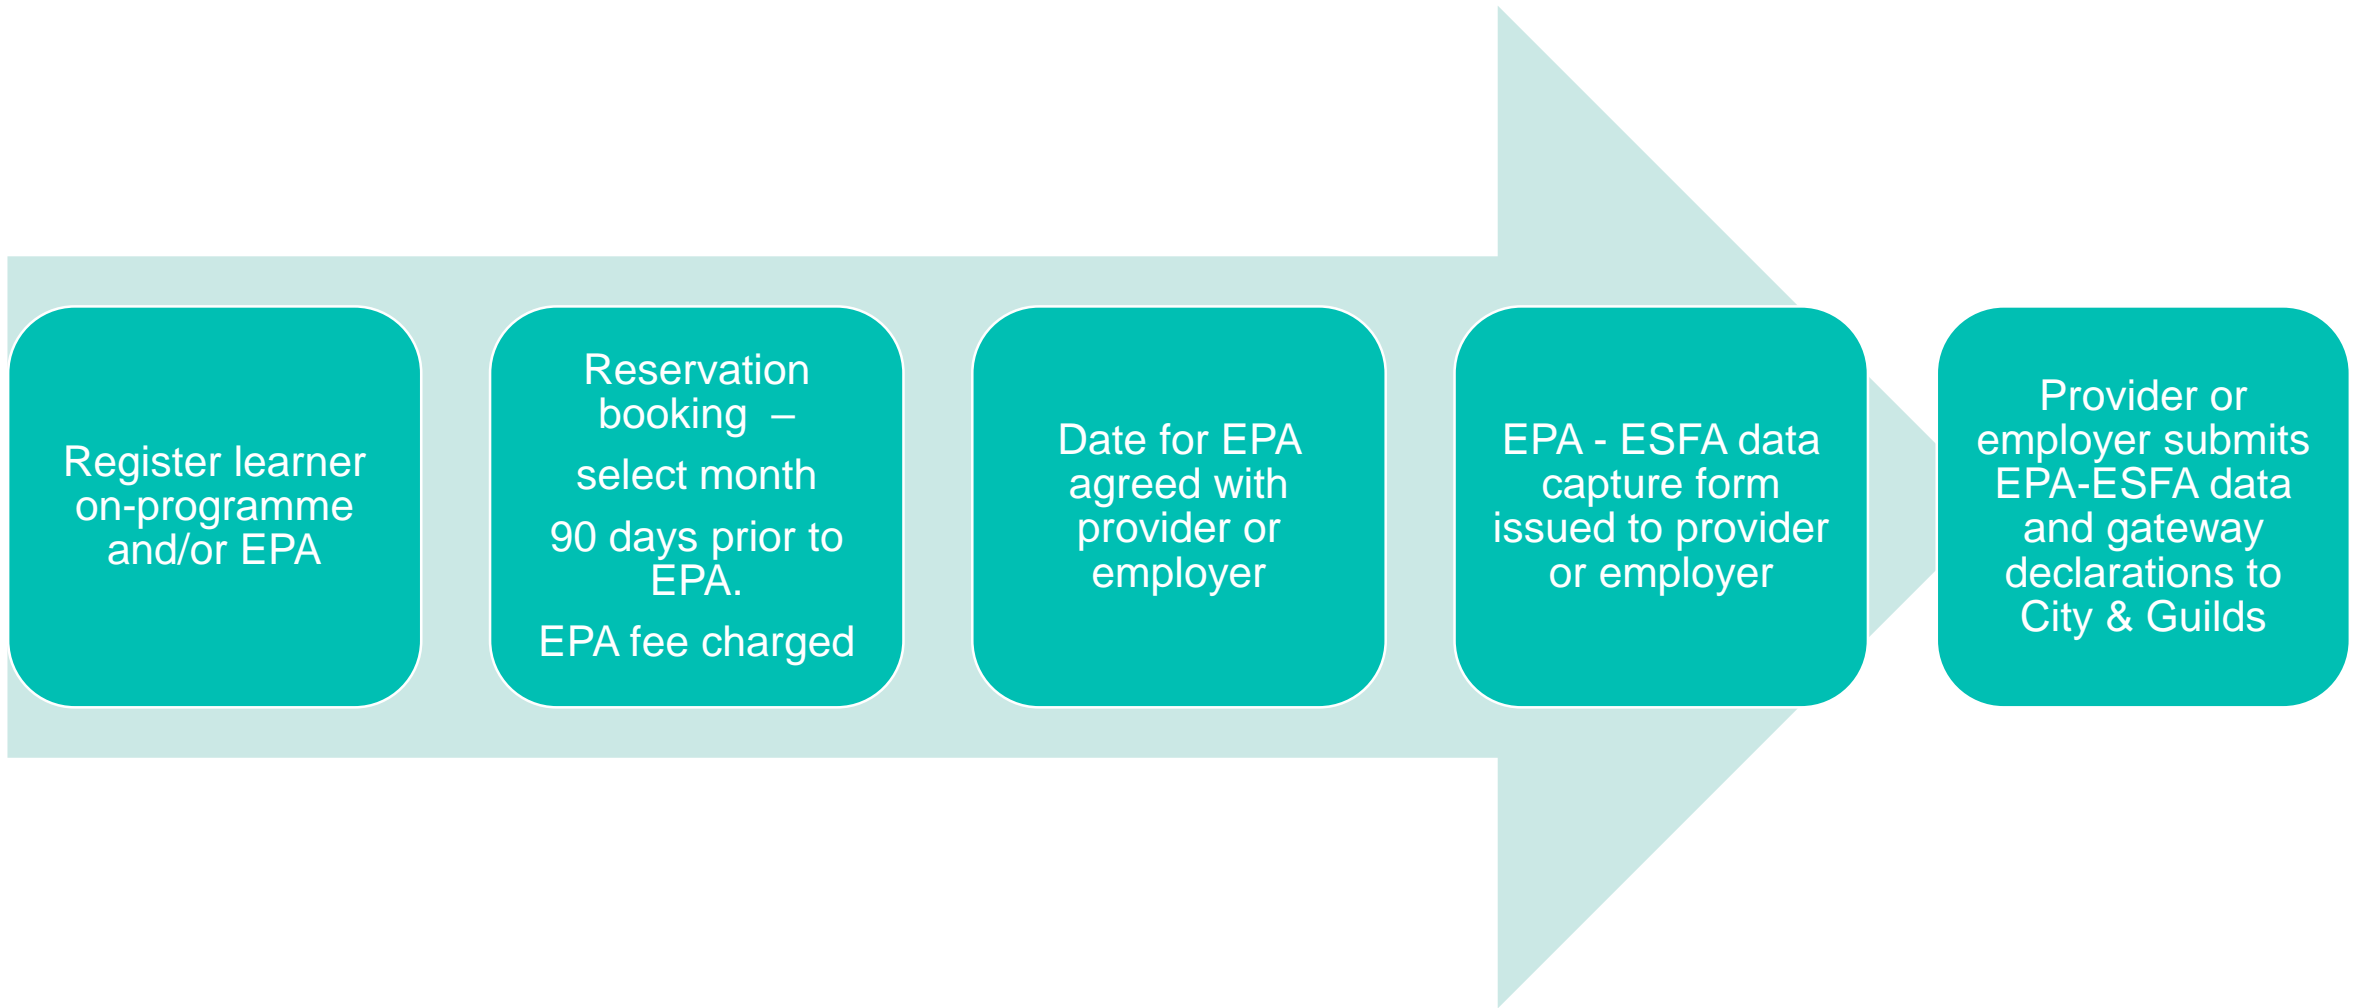 Register learner
on-programme
and/or EPA
Reservation
booking –
select month
90 days prior to
EPA.
EPA fee charged
Date for EPA
agreed with
provider or
employer
EPA - ESFA data
capture form
issued to provider
or employer
Provider or
employer submits
EPA-ESFA data
and gateway
declarations to
City & Guilds